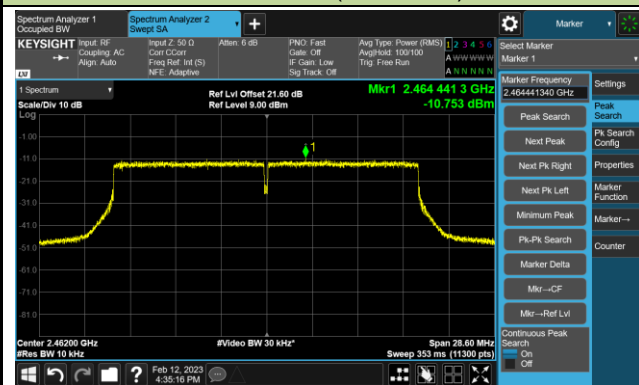 Spectrum Analyzer 1
Occupied BW
Spectrum Analyzer 2
Swept SA
Marker
KEYSIGHT
Input: RF
Coupling: AC
Align: Auto
Input Z: 50 Ω
Corr CCorr
Freq Ref: Int (S)
NFE: Adaptive
Atten: 6 dB
PNO: Fast
Gate: Off
IF Gain: Low
Sig Track: Off
Avg Type: Power (RMS)
Avg|Hold: 100/100
Trig: Free Run
1 2 3 4 5 6
A W W W W W
A N N N N N
LXI
Select Marker
Marker 1
1 Spectrum
Scale/Div 10 dB
Log
Ref Lvl Offset 21.60 dB
Ref Level 9.00 dBm
Mkr1 2.464 441 3 GHz
-10.753 dBm
1
-1.00
-11.0
-21.0
-31.0
-41.0
-51.0
-61.0
-71.0
-81.0
Center 2.46200 GHz
#Res BW 10 kHz
#Video BW 30 kHz*
Span 28.60 MHz
Sweep 353 ms (11300 pts)
Marker Frequency
2.464441340 GHz
Peak Search
Next Peak
Next Pk Right
Next Pk Left
Minimum Peak
Pk-Pk Search
Marker Delta
Mkr→CF
Mkr→Ref Lvl
Continuous Peak
Search
On
Off
Settings
Peak
Search
Pk Search
Config
Properties
Marker
Function
Marker→
Counter
Feb 12, 2023
4:35:16 PM